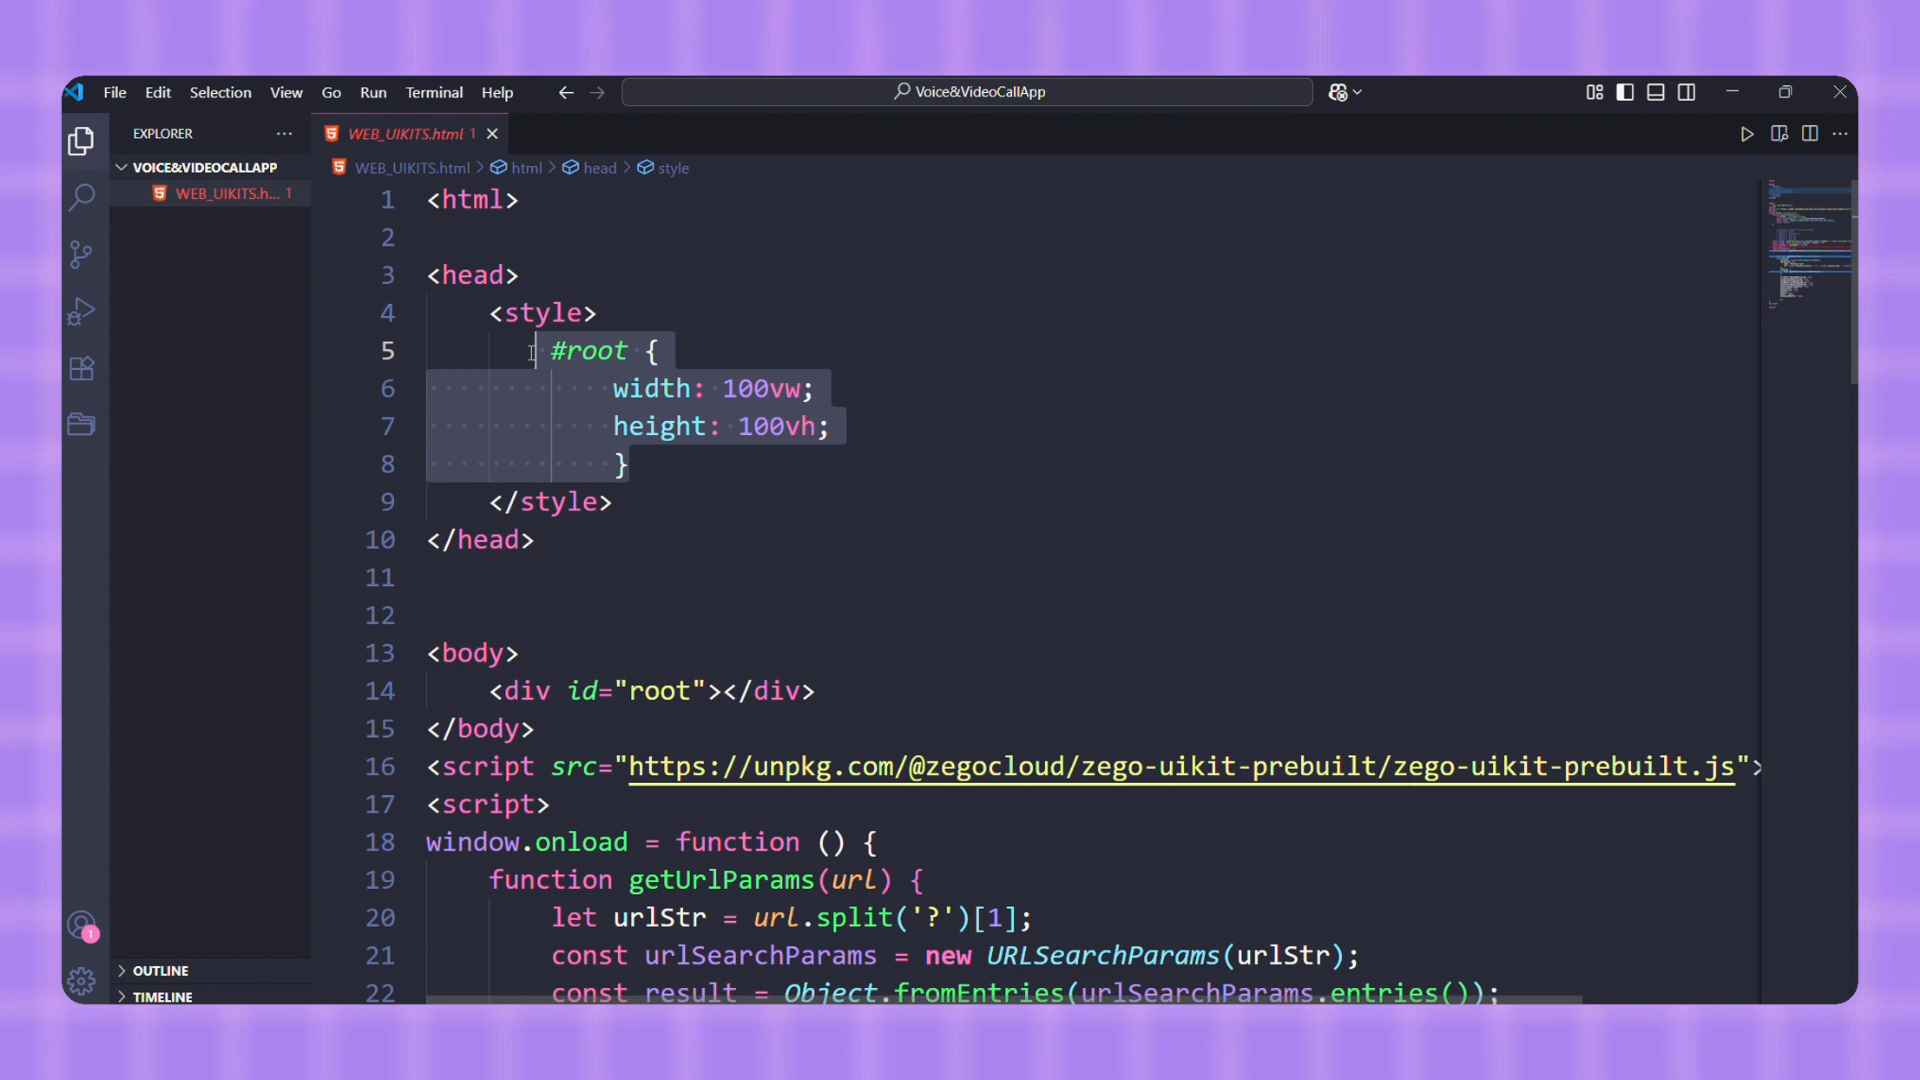 File Edit Selection View Go Run Terminal Help Voice&VideoCallApp
EXPLORER
WEB_UIKITS.html 1
VOICE&VIDEOCALLAPP
WEB_UIKITS.h... 1
WEB_UIKITS.html > html > head > style
1 <html>
2
3 <head>
4 <style>
5 #root {
6 width: 100vw;
7 height: 100vh;
8 }
9 </style>
10 </head>
11
12
13 <body>
14 <div id="root"></div>
15 </body>
16 <script src="https://unpkg.com/@zegocloud/zego-uikit-prebuilt/zego-uikit-prebuilt.js">
17 <script>
18 window.onload = function () {
19 function getUrlParams(url) {
20 let urlStr = url.split('?')[1];
21 const urlSearchParams = new URLSearchParams(urlStr);
22 const result = Object.fromEntries(urlSearchParams.entries());
1
OUTLINE
TIMELINE